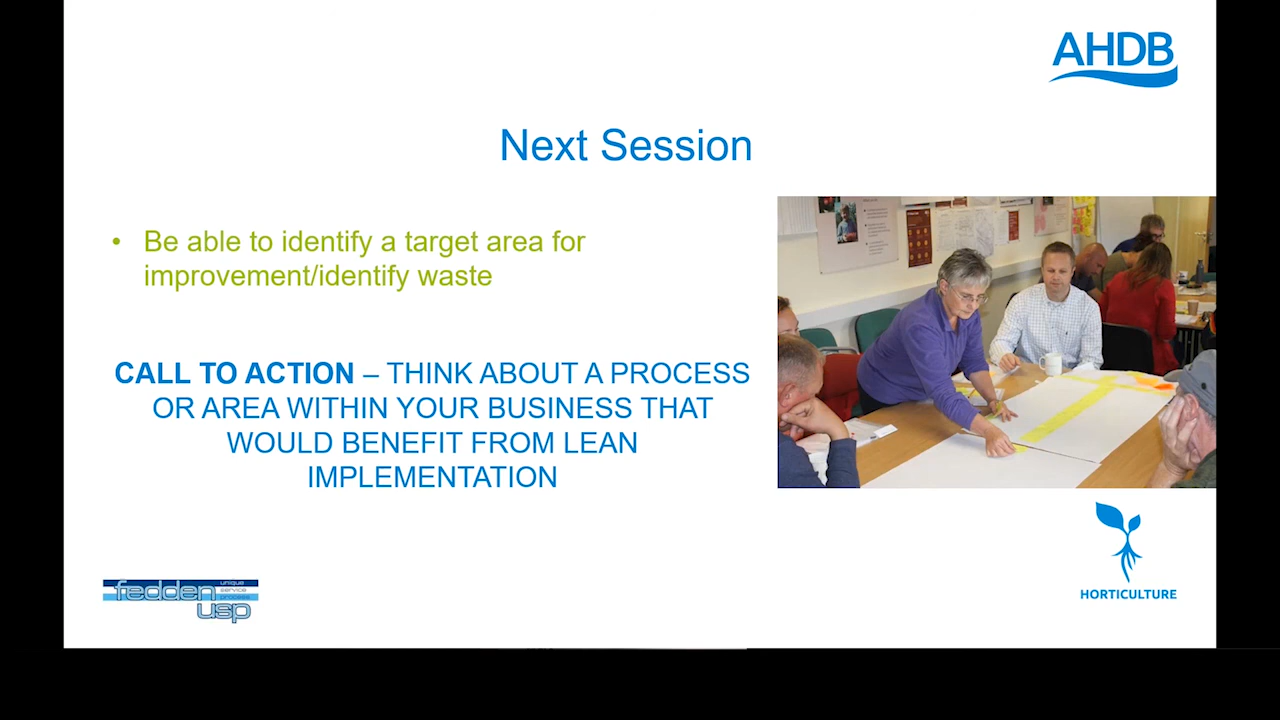 AHDB
Next Session
• Be able to identify a target area for
improvement/identify waste
CALL TO ACTION – THINK ABOUT A PROCESS
OR AREA WITHIN YOUR BUSINESS THAT
WOULD BENEFIT FROM LEAN
IMPLEMENTATION
fedden
unique
service
processes
usp
HORTICULTURE